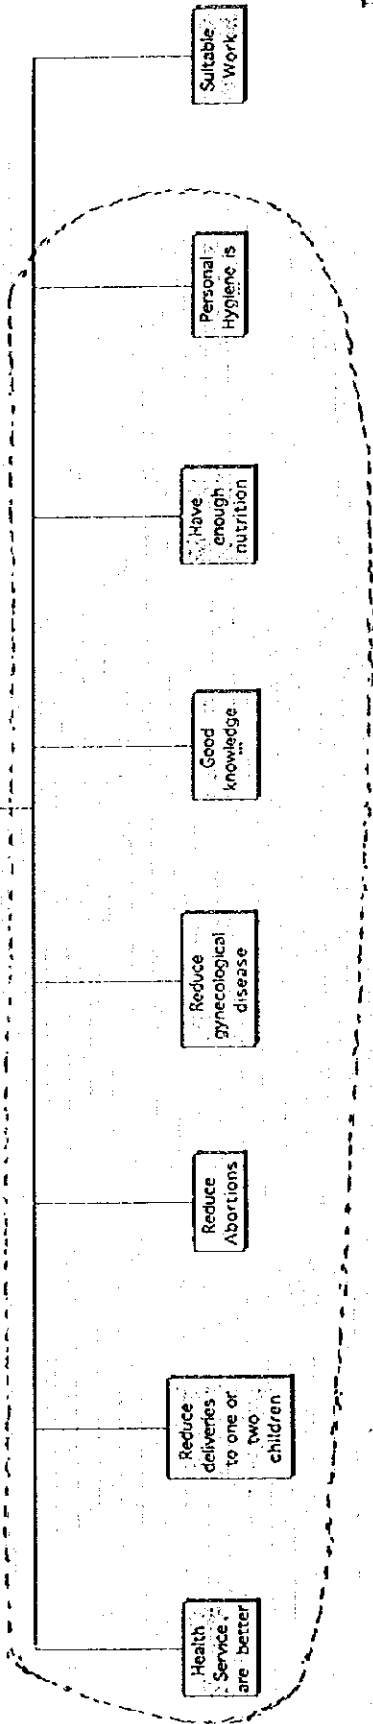 Health
Service
are better
Reduce
deliveries
to one or
two
children
Reduce
Abortions
Reduce
gynecological
disease
Good
knowledge
Have
enough
nutrition
Personal
Hygiene is
Suitable
Work